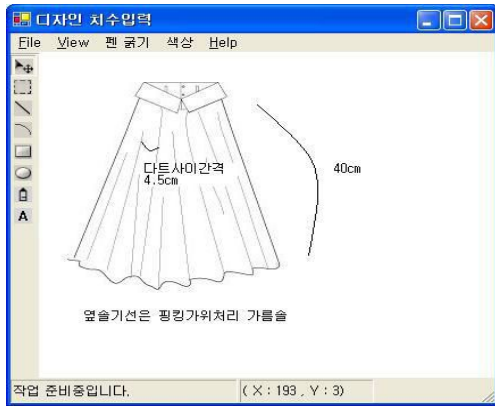 디자인 치수입력
File View 펜 굵기 색상 Help
A
다트사이간격
4.5cm
40cm
옆솔기선은 핑킹가위처리 가름솔
작업 준비중입니다.
( X : 193 , Y : 3)